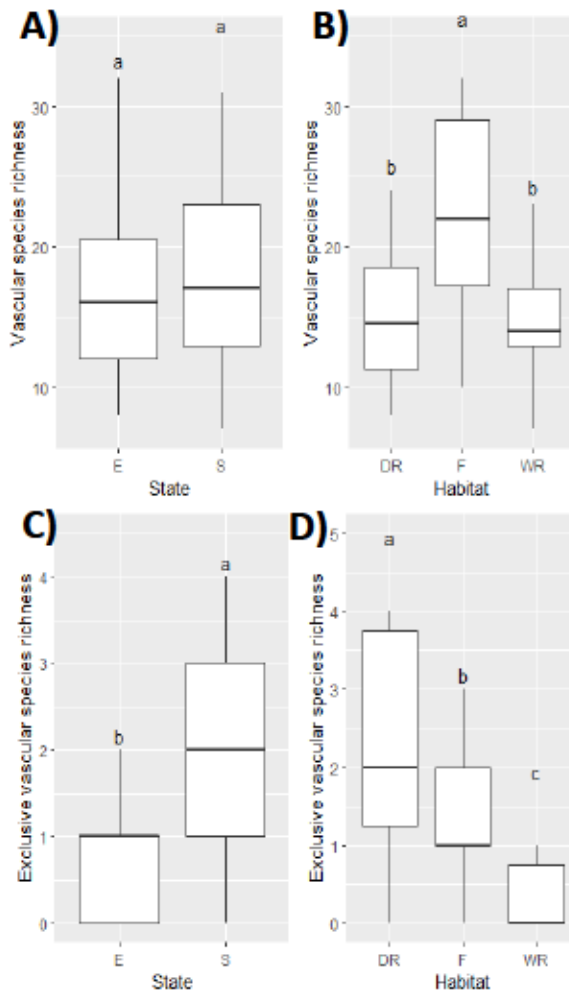 A)
Vascular species richness
30
20
10
a
a
E
S
State
B)
Vascular species richness
30
20
10
b
a
b
DR
F
WR
Habitat
C)
Exclusive vascular species richness
4
3
2
1
0
b
a
E
S
State
D)
Exclusive vascular species richness
5
4
3
2
1
0
a
b
c
DR
F
WR
Habitat